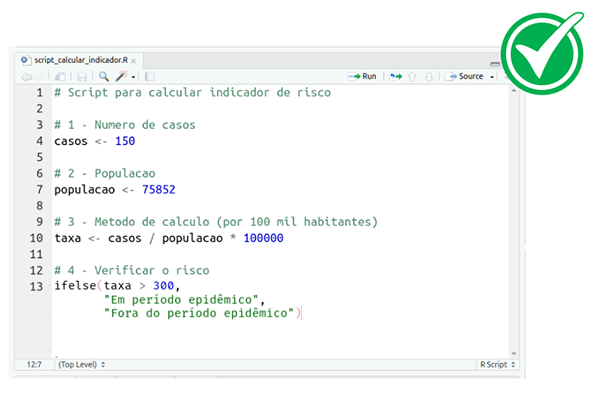 script_calcular_indicador.R
Run
Source
1 # Script para calcular indicador de risco
2
3 # 1 - Numero de casos
4 casos <- 150
5
6 # 2 - Populacao
7 populacao <- 75852
8
9 # 3 - Metodo de calculo (por 100 mil habitantes)
10 taxa <- casos / populacao * 100000
11
12 # 4 - Verificar o risco
13 ifelse(taxa > 300,
"Em período epidêmico",
"Fora do período epidêmico")
12:7 (Top Level) R Script